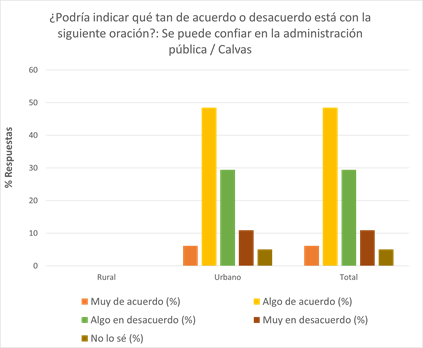 ¿Podría indicar qué tan de acuerdo o desacuerdo está con la
siguiente oración?: Se puede confiar en la administración
pública / Calvas
60
50
40
30
20
10
0
% Respuestas
Rural
Urbano
Total
Muy de acuerdo (%)
Algo de acuerdo (%)
Algo en desacuerdo (%)
Muy en desacuerdo (%)
No lo sé (%)